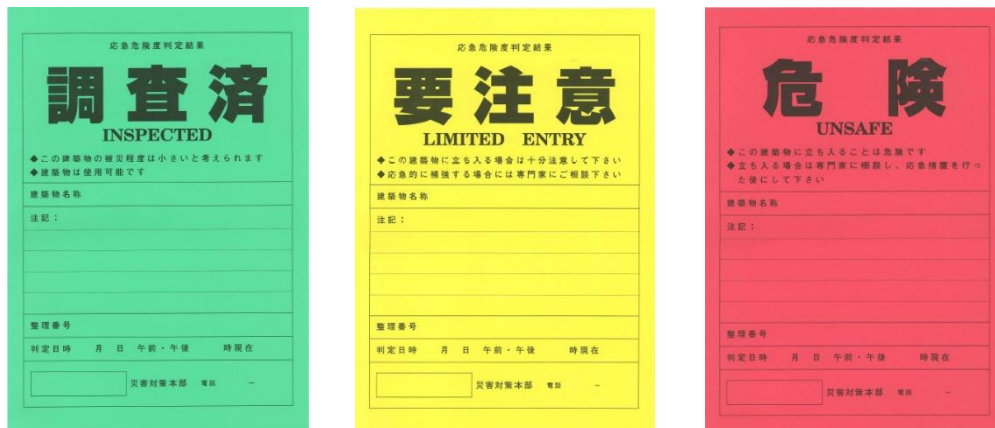 応急危険度判定結果
調査済
INSPECTED
◆この建築物の被災程度は小さいと考えられます
◆建築物は使用可能です
建築物名称
注記：
整理番号
判定日時 月 日 午前・午後 時現在
災害対策本部 電話 −
応急危険度判定結果
要注意
LIMITED ENTRY
◆この建築物に立ち入る場合は十分注意して下さい
◆応急的に補強する場合には専門家にご相談下さい
建築物名称
注記：
整理番号
判定日時 月 日 午前・午後 時現在
災害対策本部 電話 −
応急危険度判定結果
危険
UNSAFE
◆この建築物に立ち入ることは危険です
◆立ち入る場合は専門家に相談し、応急措置を行っ
た後にして下さい
建築物名称
注記：
整理番号
判定日時 月 日 午前・午後 時現在
災害対策本部 電話 −